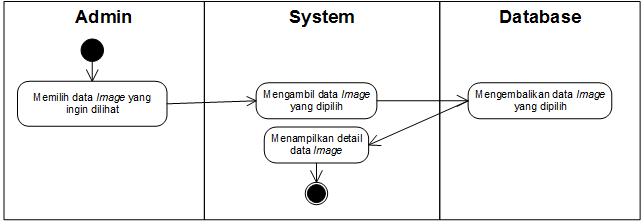 Admin
System
Database
Memilih data Image yang
ingin dilihat
Mengambil data Image
yang dipilih
Mengembalikan data Image
yang dipilih
Menampilkan detail
data Image